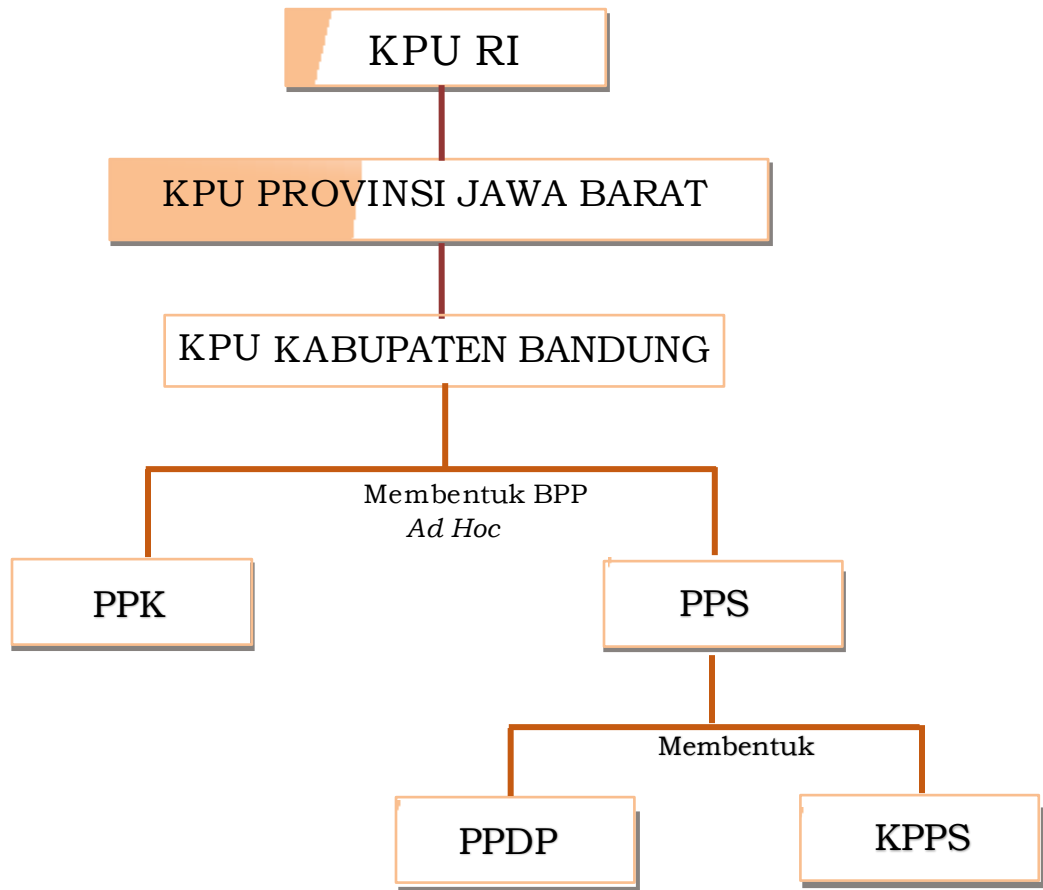 KPU RI
KPU PROVINSI JAWA BARAT
KPU KABUPATEN BANDUNG
Membentuk BPP
Ad Hoc
PPK
PPS
Membentuk
PPDP
KPPS